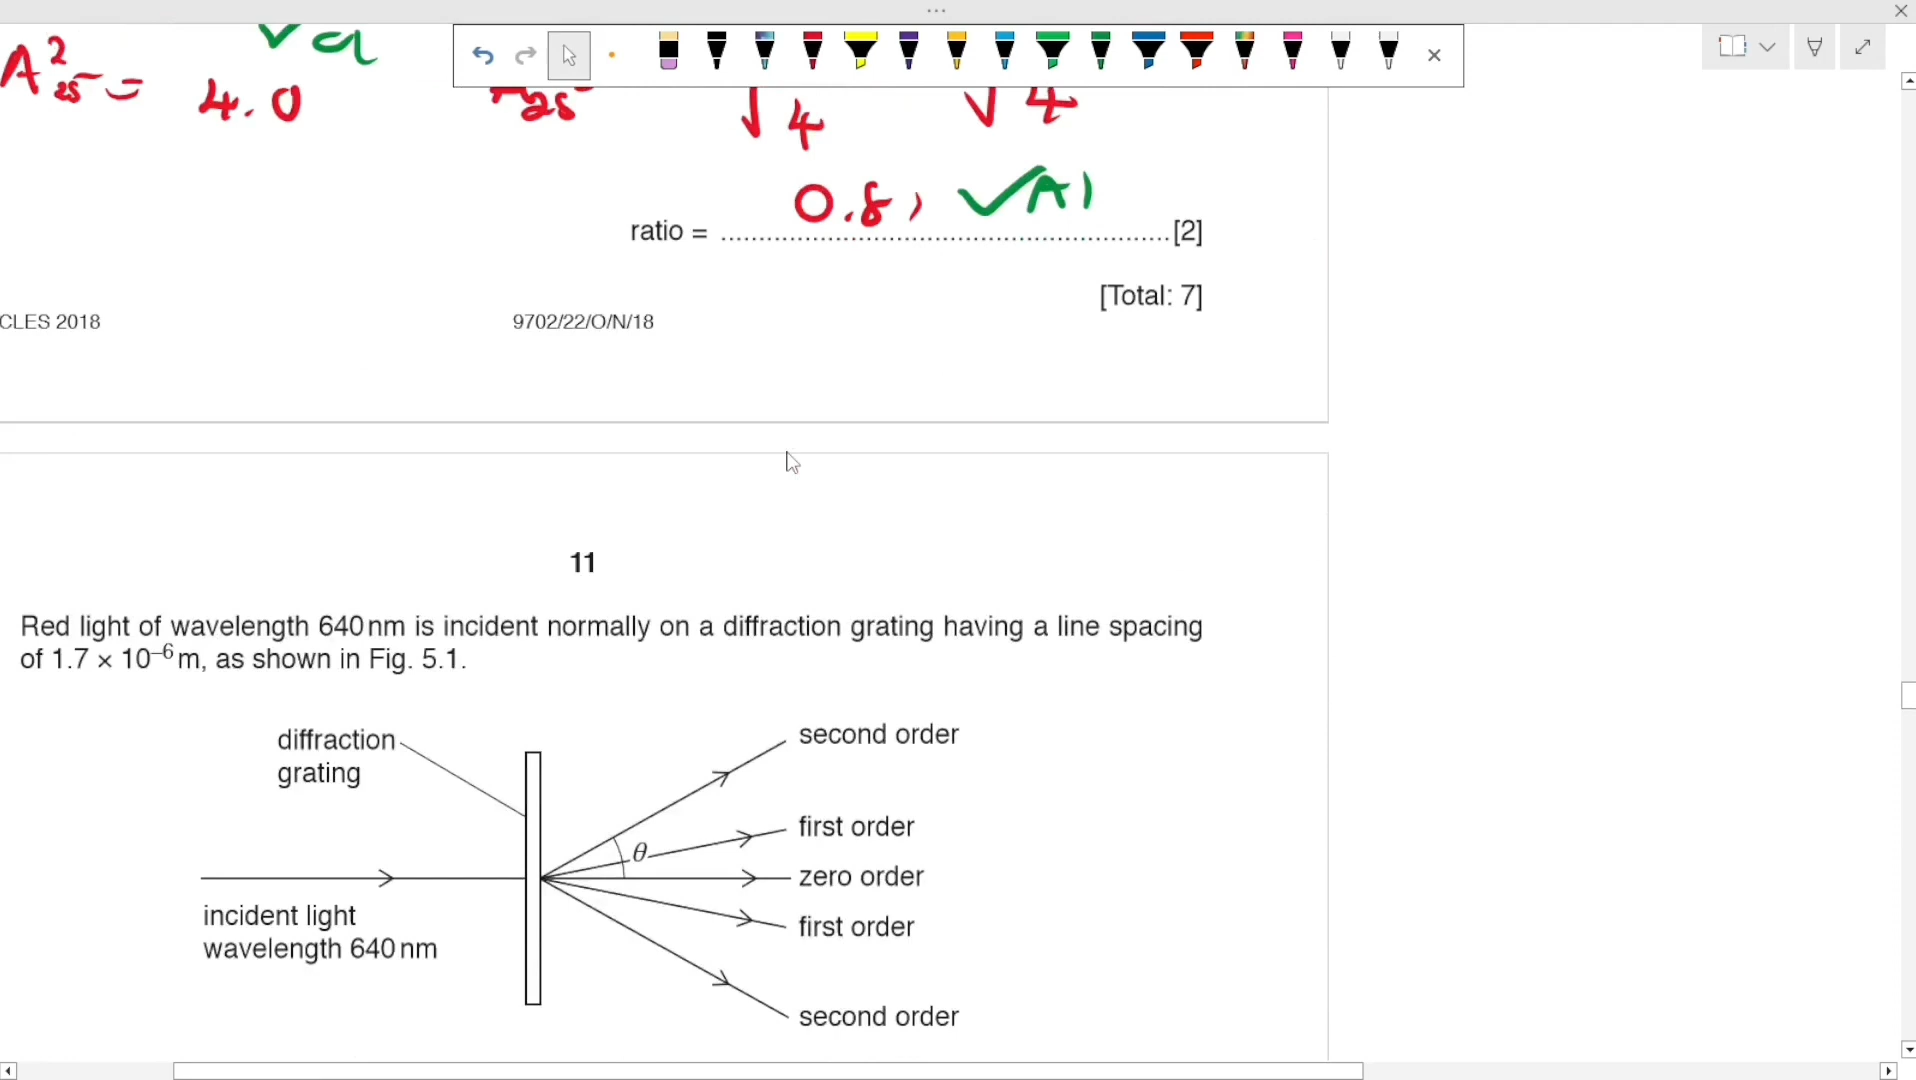 √a
A²₂₅ = 4.0 √4 √4
0.8, √A1
ratio = ........................................................... [2]
[Total: 7]
CLES 2018 9702/22/O/N/18
11
Red light of wavelength 640 nm is incident normally on a diffraction grating having a line spacing
of 1.7 × 10⁻⁶ m, as shown in Fig. 5.1.
diffraction
grating
second order
first order
θ
zero order
incident light
wavelength 640 nm
first order
second order